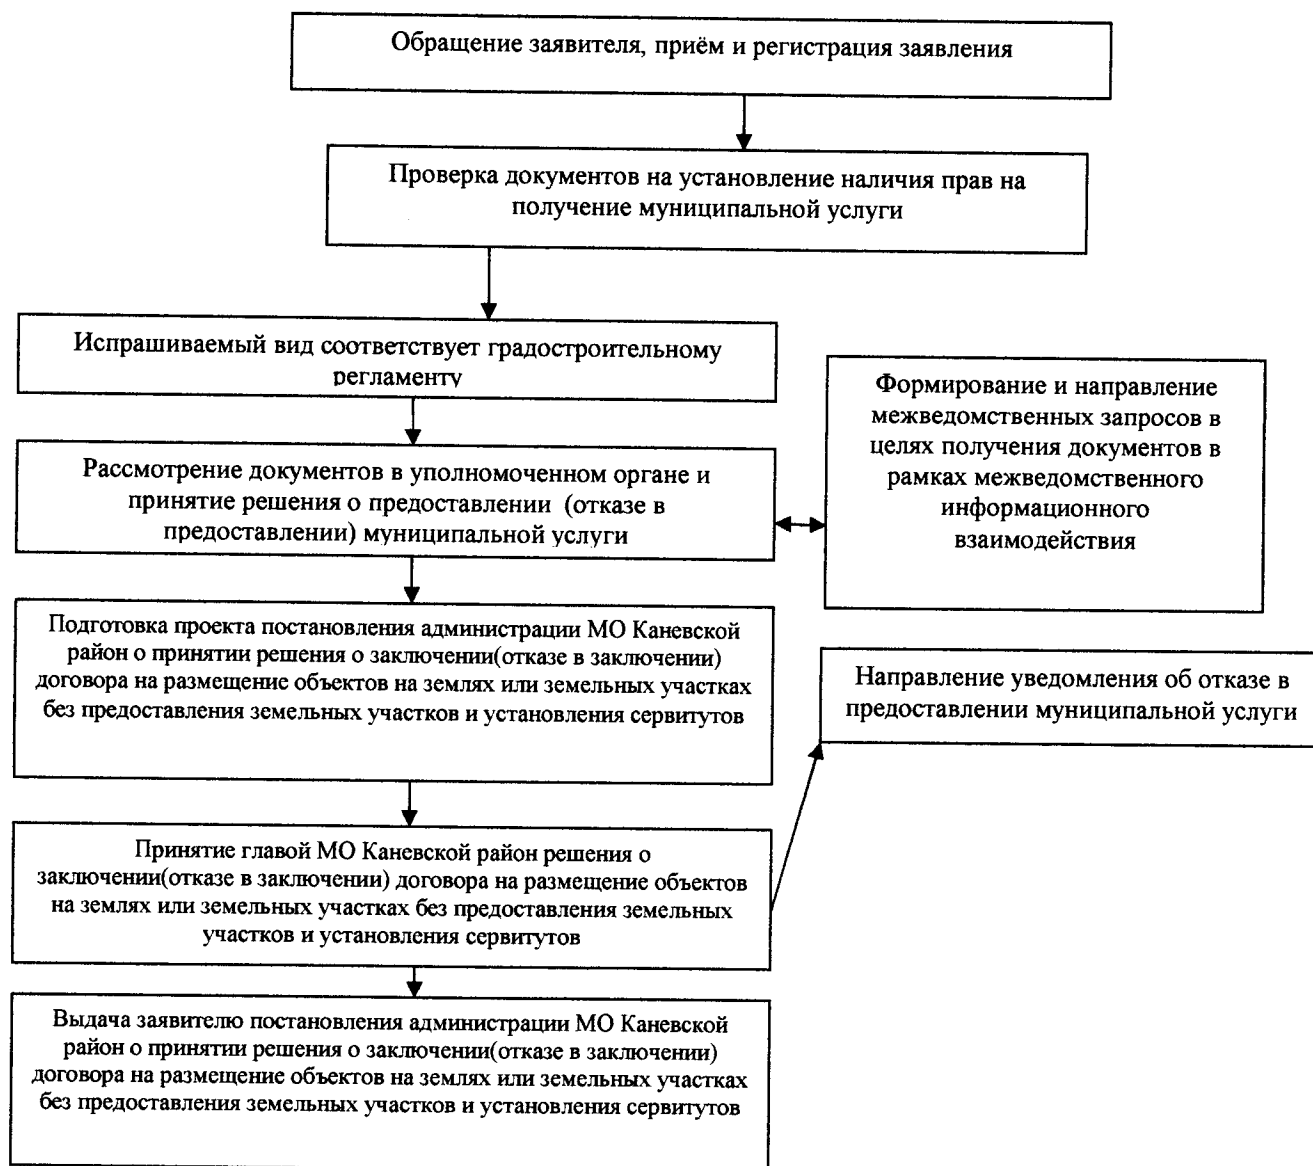 Обращение заявителя, приём и регистрация заявления
Проверка документов на установление наличия прав на
получение муниципальной услуги
Испрашиваемый вид соответствует градостроительному
регламенту
Формирование и направление
межведомственных запросов в
целях получения документов в
рамках межведомственного
информационного
взаимодействия
Рассмотрение документов в уполномоченном органе и
принятие решения о предоставлении (отказе в
предоставлении) муниципальной услуги
Подготовка проекта постановления администрации МО Каневской
район о принятии решения о заключении(отказе в заключении)
договора на размещение объектов на землях или земельных участках
без предоставления земельных участков и установления сервитутов
Направление уведомления об отказе в
предоставлении муниципальной услуги
Принятие главой МО Каневской район решения о
заключении(отказе в заключении) договора на размещение объектов
на землях или земельных участках без предоставления земельных
участков и установления сервитутов
Выдача заявителю постановления администрации МО Каневской
район о принятии решения о заключении(отказе в заключении)
договора на размещение объектов на землях или земельных участках
без предоставления земельных участков и установления сервитутов